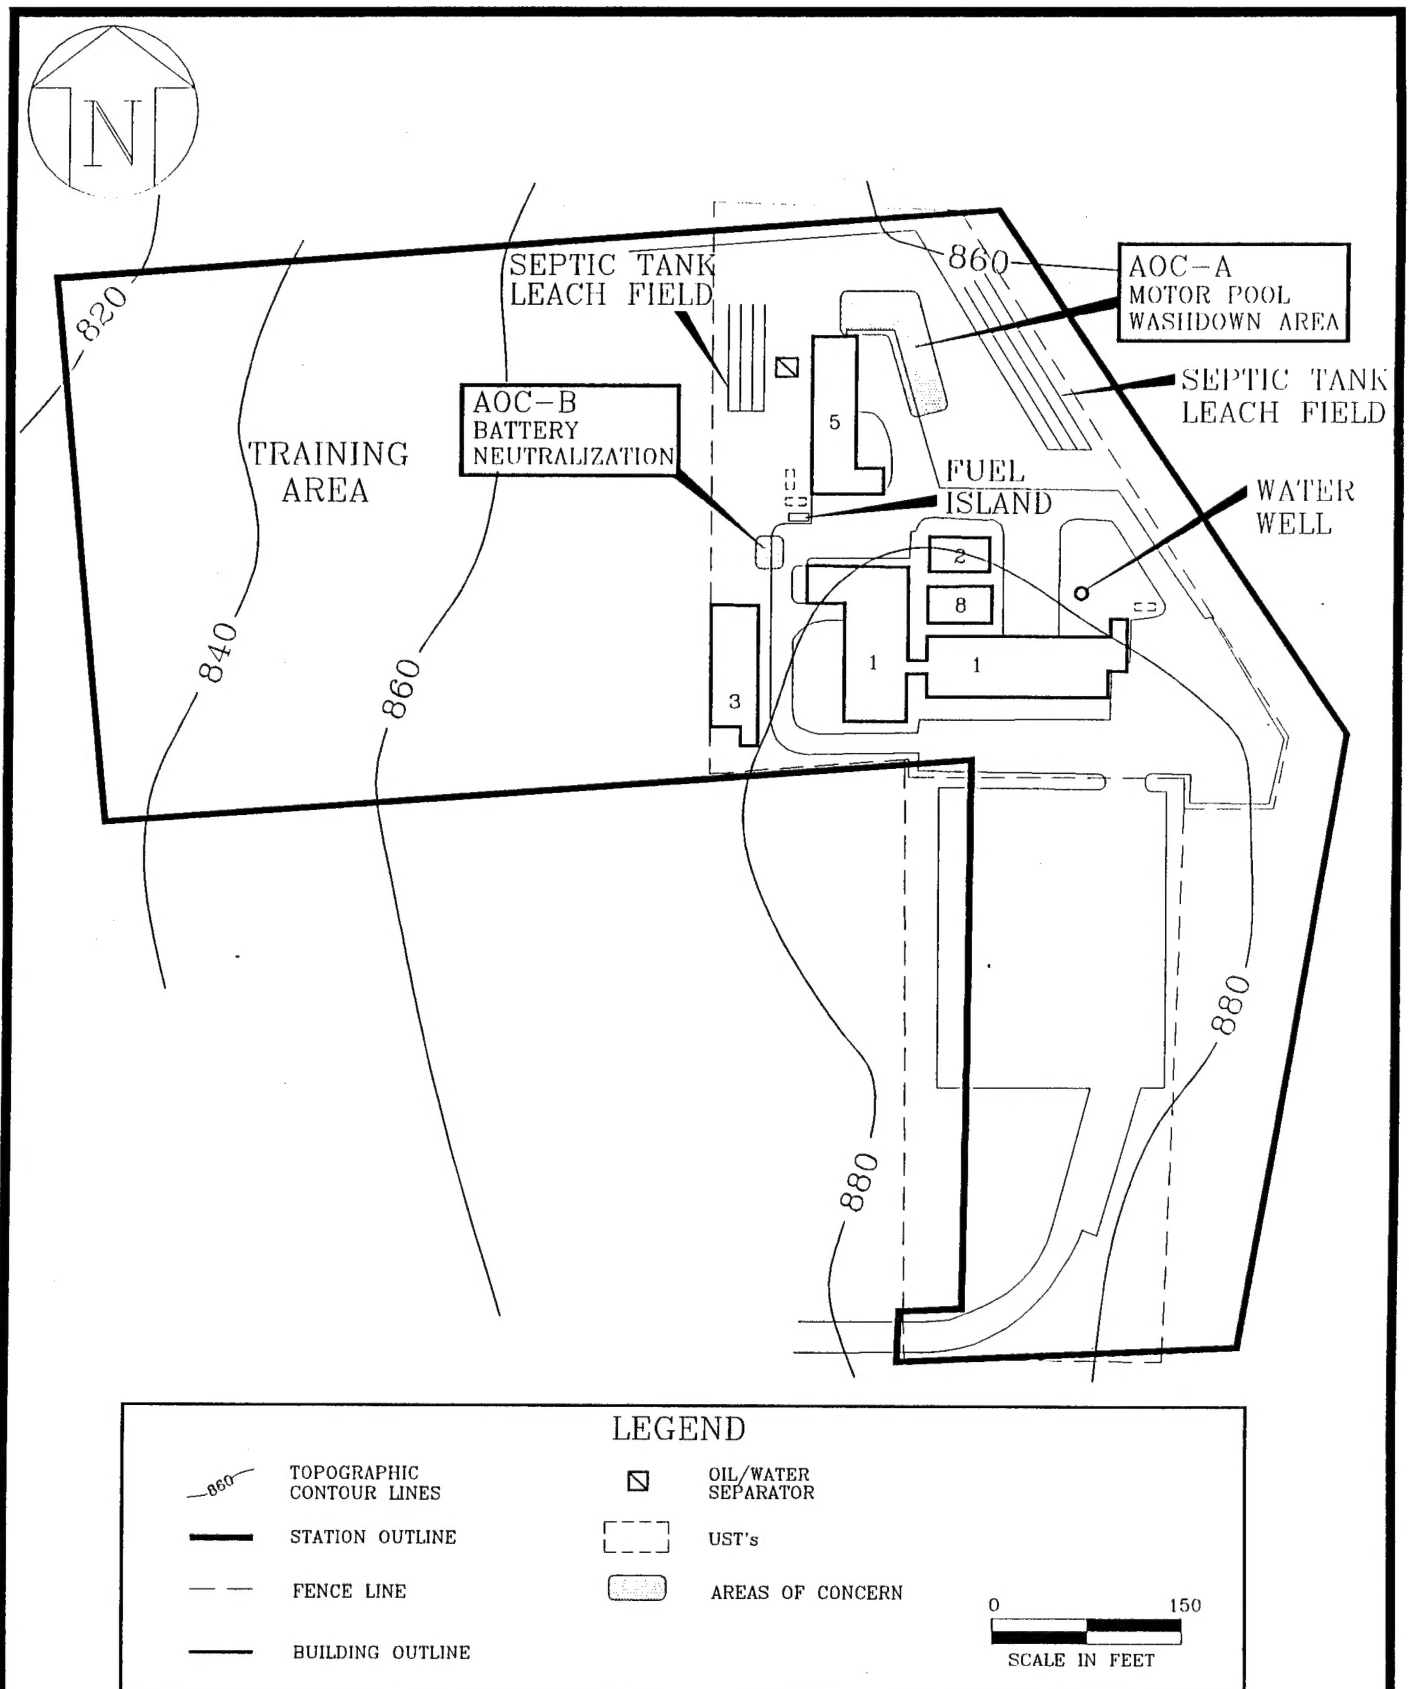 N
820
SEPTIC TANK
LEACH FIELD
860
AOC-A
MOTOR POOL
WASHDOWN AREA
SEPTIC TANK
LEACH FIELD
AOC-B
BATTERY
NEUTRALIZATION
5
TRAINING
AREA
FUEL
ISLAND
WATER
WELL
2
8
840
860
3
1
1
880
880
LEGEND
860
TOPOGRAPHIC
CONTOUR LINES
OIL/WATER
SEPARATOR
STATION OUTLINE
UST's
FENCE LINE
AREAS OF CONCERN
BUILDING OUTLINE
0 150
SCALE IN FEET